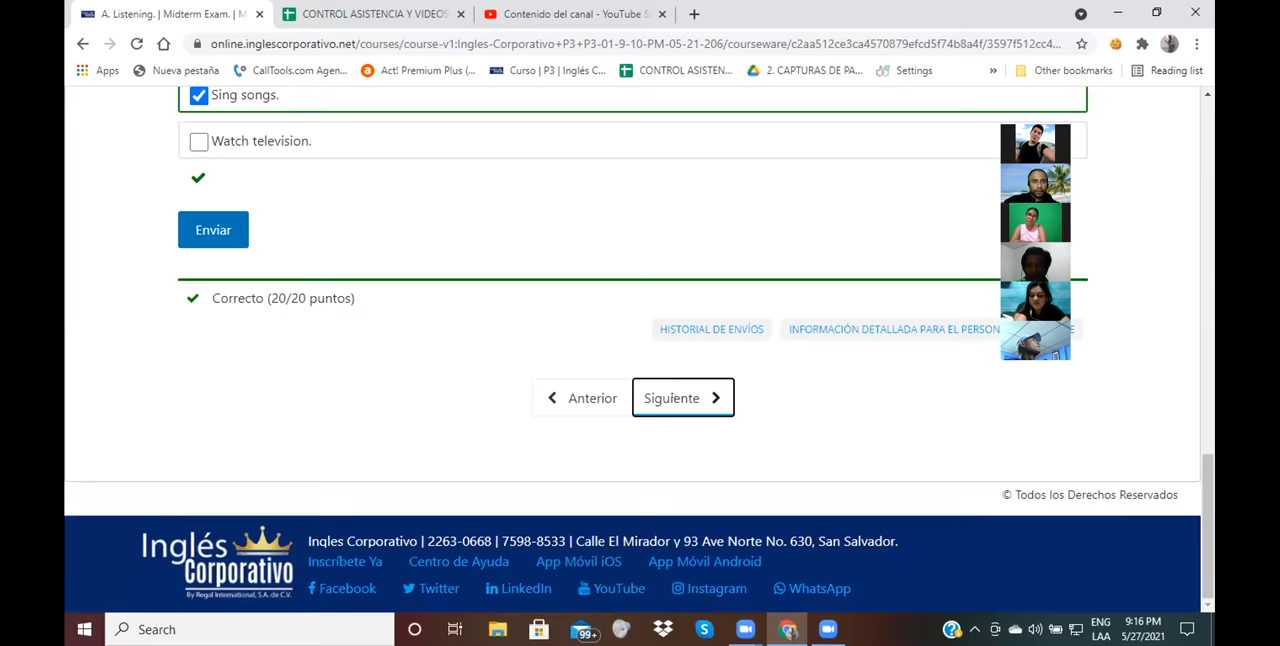 A. Listening. | Midterm Exam. | M
CONTROL ASISTENCIA Y VIDEOS
Contenido del canal - YouTube S
online.inglescorporativo.net/courses/course-v1:Ingles-Corporativo+P3+P3-01-9-10-PM-05-21-206/courseware/c2aa512ce3ca4570879efcd5f74b8a4f/3597f512cc4...
Apps
Nueva pestaña
CallTools.com Agen...
Act! Premium Plus (...
Curso | P3 | Inglés C...
CONTROL ASISTEN...
2. CAPTURAS DE PA...
Settings
»
Other bookmarks
Reading list
Sing songs.
Watch television.
Enviar
Correcto (20/20 puntos)
HISTORIAL DE ENVÍOS
INFORMACIÓN DETALLADA PARA EL PERSON
Anterior
Siguiente
© Todos los Derechos Reservados
Inglés Corporativo
By Regal International, S.A. de C.V.
Ingles Corporativo | 2263-0668 | 7598-8533 | Calle El Mirador y 93 Ave Norte No. 630, San Salvador.
Inscríbete Ya
Centro de Ayuda
App Móvil iOS
App Móvil Android
Facebook
Twitter
LinkedIn
YouTube
Instagram
WhatsApp
Search
99+
ENG
LAA
9:16 PM
5/27/2021